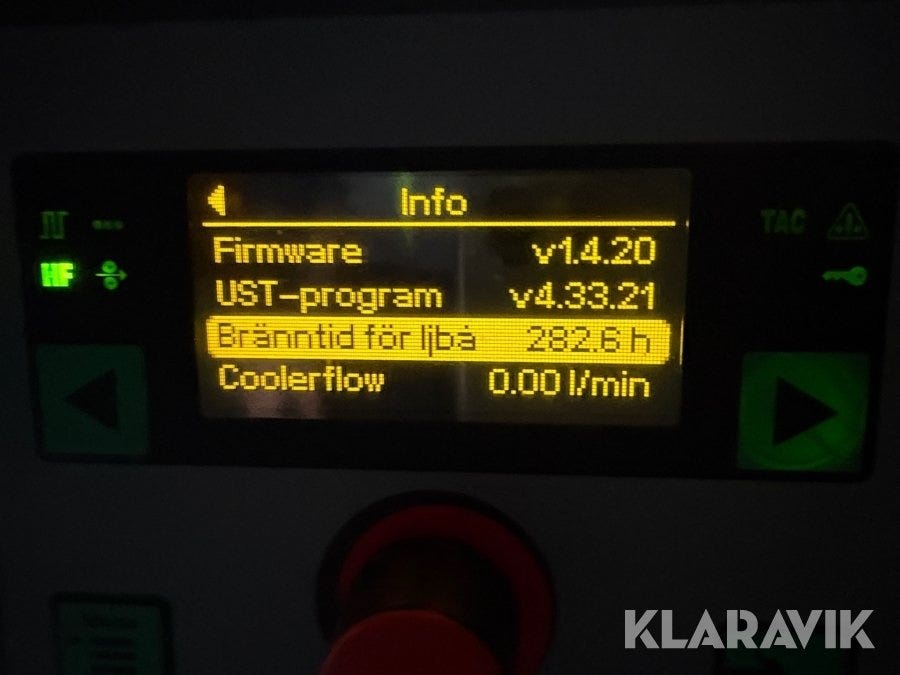 Info
TAC
HF
Firmware v1.4.20
UST-program v4.33.21
Bränntid för ljbå 282.6 h
Coolerflow 0.00 l/min
KLARAVIK